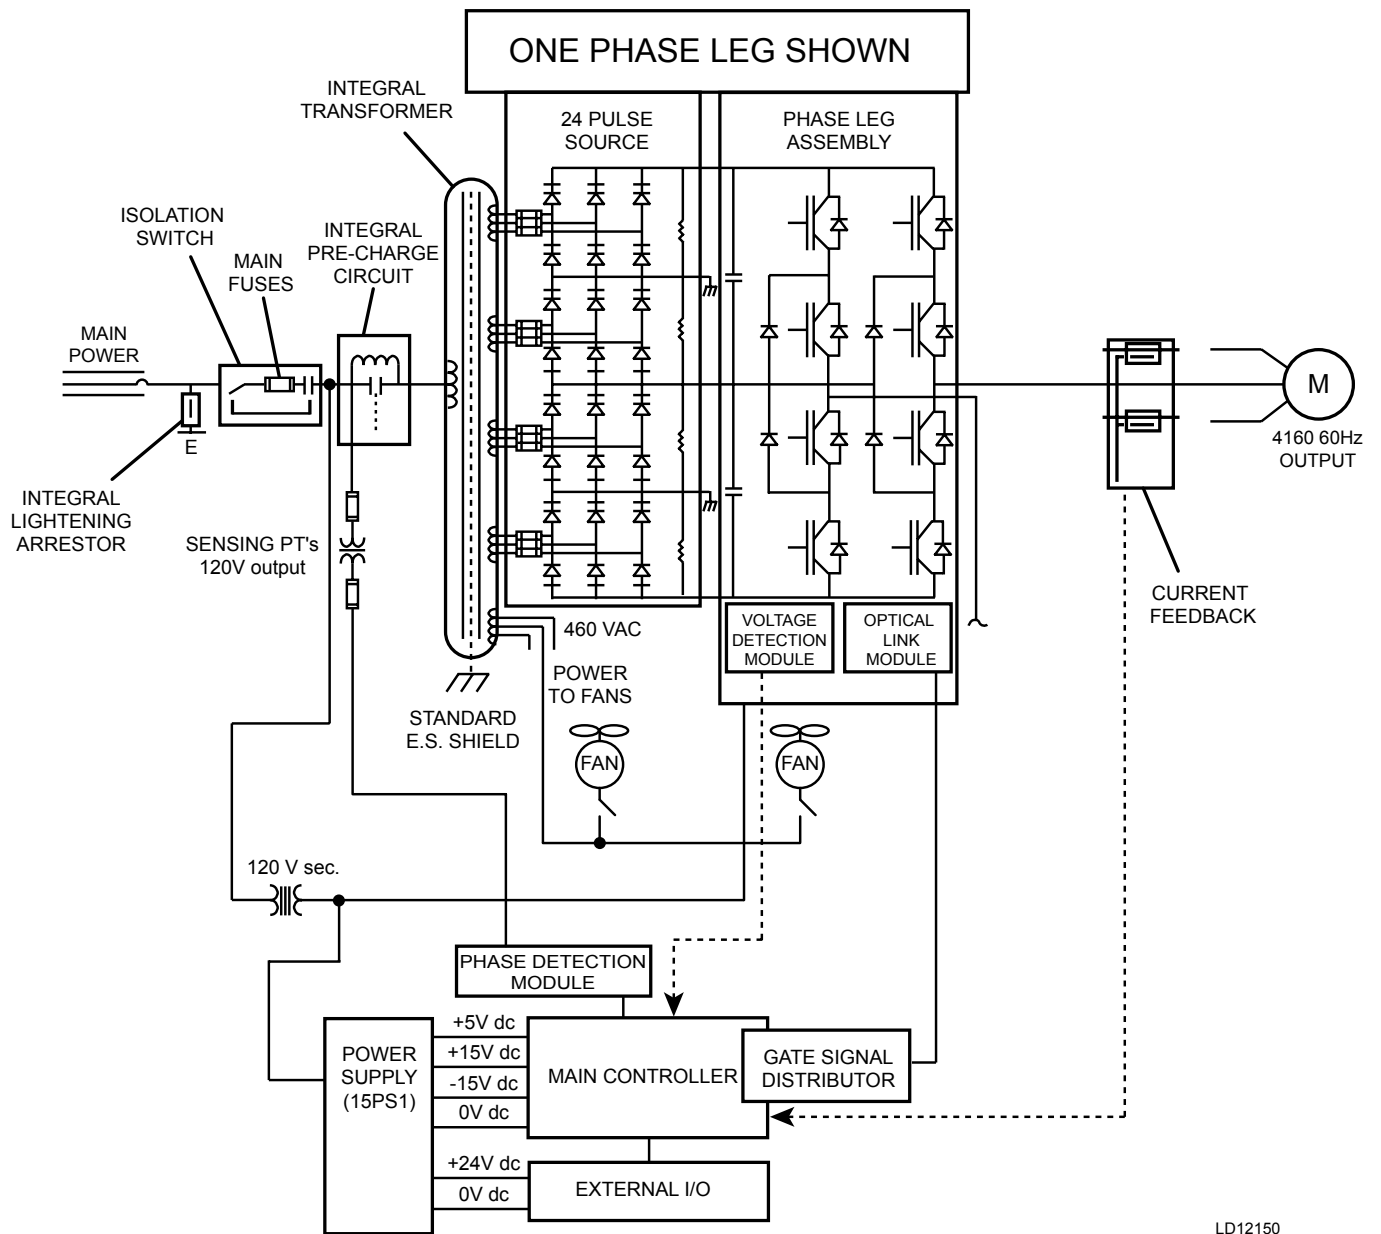 ONE PHASE LEG SHOWN
INTEGRAL
TRANSFORMER
24 PULSE
SOURCE
PHASE LEG
ASSEMBLY
ISOLATION
SWITCH
INTEGRAL
PRE-CHARGE
CIRCUIT
MAIN
FUSES
MAIN
POWER
E
INTEGRAL
LIGHTENING
ARRESTOR
SENSING PT's
120V output
M
4160 60Hz
OUTPUT
CURRENT
FEEDBACK
460 VAC
POWER
TO FANS
VOLTAGE
DETECTION
MODULE
OPTICAL
LINK
MODULE
STANDARD
E.S. SHIELD
FAN
FAN
120 V sec.
PHASE DETECTION
MODULE
POWER
SUPPLY
(15PS1)
+5V dc
+15V dc
-15V dc
0V dc
+24V dc
0V dc
MAIN CONTROLLER
GATE SIGNAL
DISTRIBUTOR
EXTERNAL I/O
LD12150